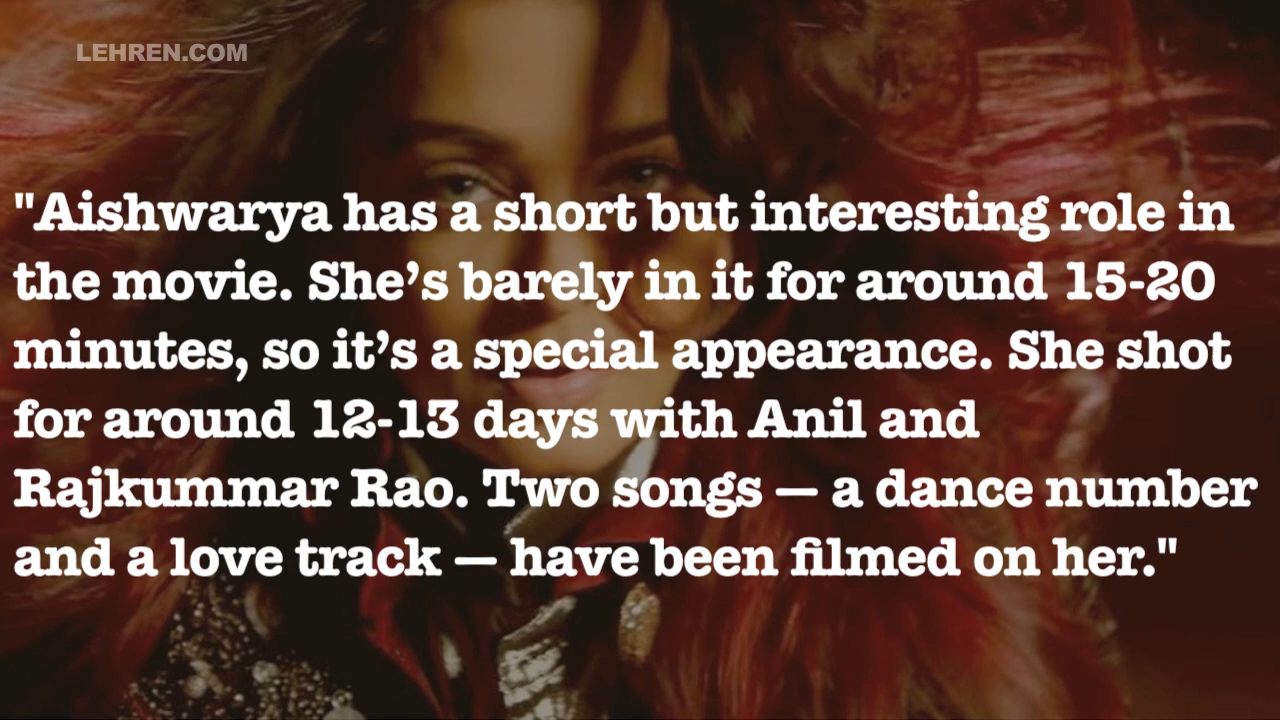 LEHREN.COM
"Aishwarya has a short but interesting role in
the movie. She’s barely in it for around 15-20
minutes, so it’s a special appearance. She shot
for around 12-13 days with Anil and
Rajkummar Rao. Two songs — a dance number
and a love track — have been filmed on her."